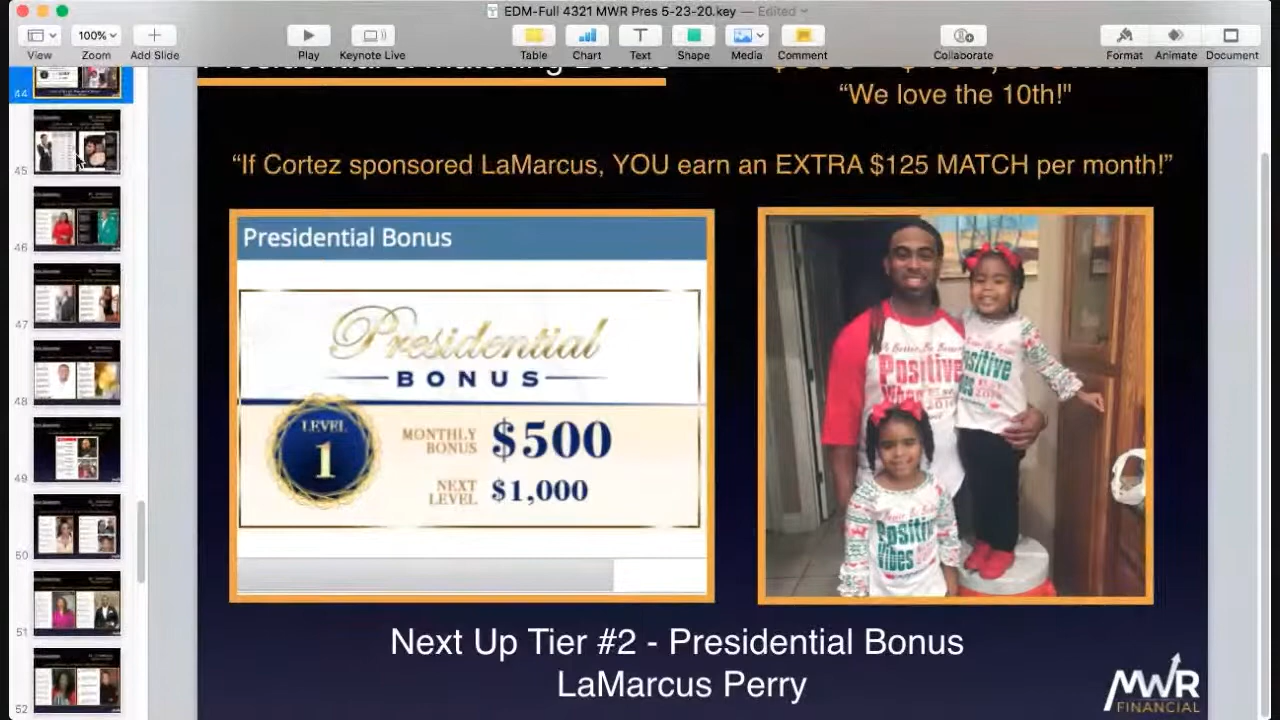 EDM-Full 4321 MWR Pres 5-23-20.key — Edited
100%
View
Zoom
Add Slide
Play
Keynote Live
Table
Chart
Text
Shape
Media
Comment
Collaborate
Format
Animate
Document
44
45
46
47
48
49
50
51
52
“We love the 10th!"
“If Cortez sponsored LaMarcus, YOU earn an EXTRA $125 MATCH per month!”
Presidential Bonus
Presidential
BONUS
LEVEL
1
MONTHLY
BONUS
$500
NEXT
LEVEL
$1,000
Positive
Positive
Positive
Vibes
Next Up Tier #2 - Presidential Bonus
LaMarcus Perry
MWR
FINANCIAL